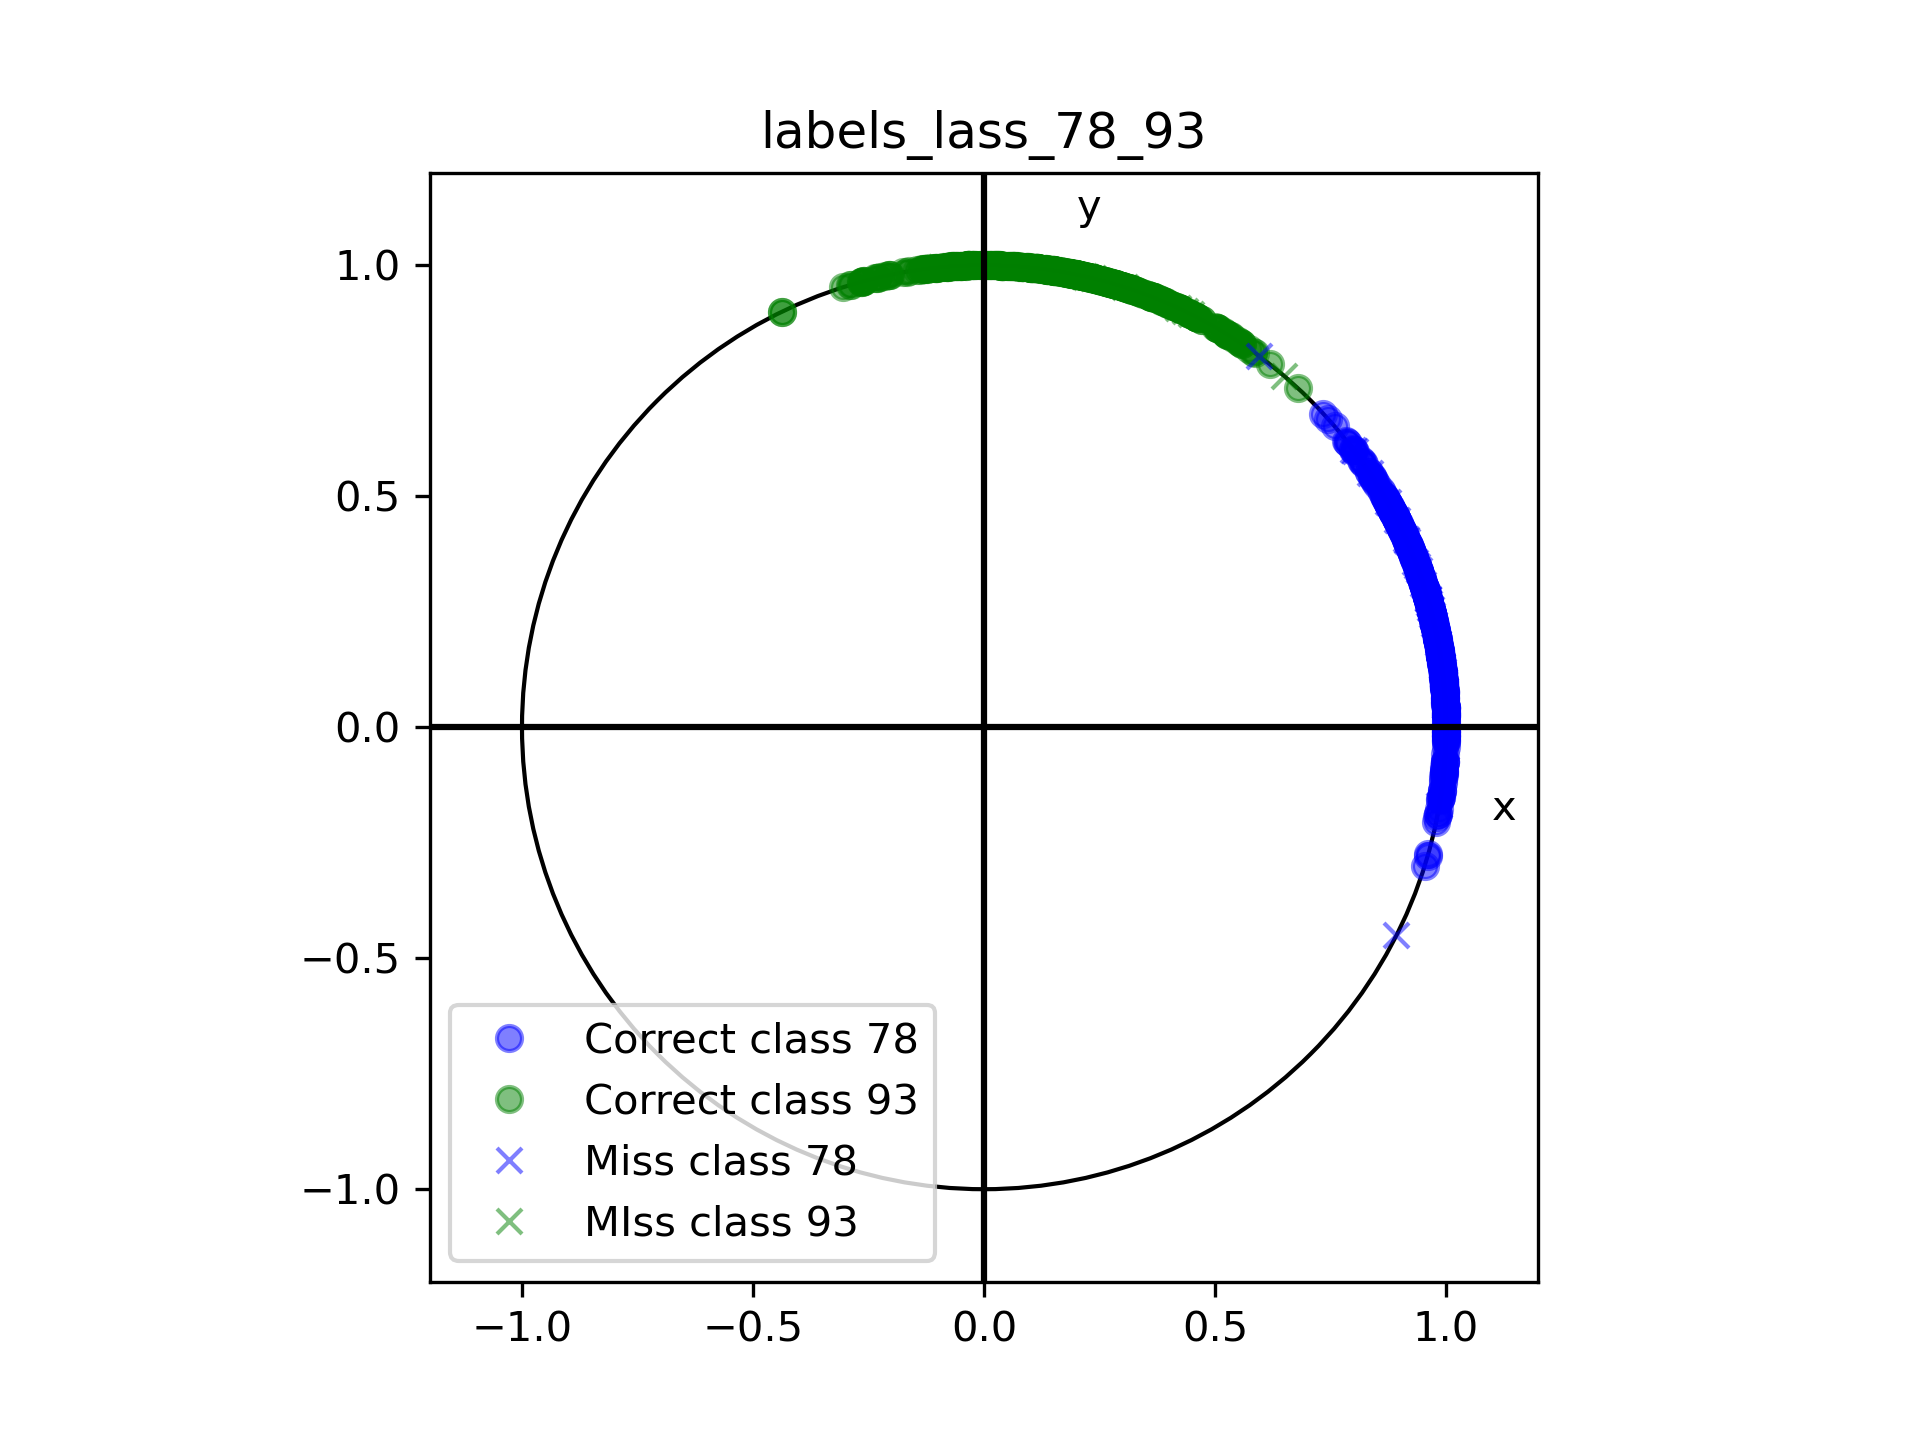 labels_lass_78_93
y
1.0
0.5
0.0
x
−0.5
−1.0
Correct class 78
Correct class 93
Miss class 78
MIss class 93
−1.0 −0.5 0.0 0.5 1.0